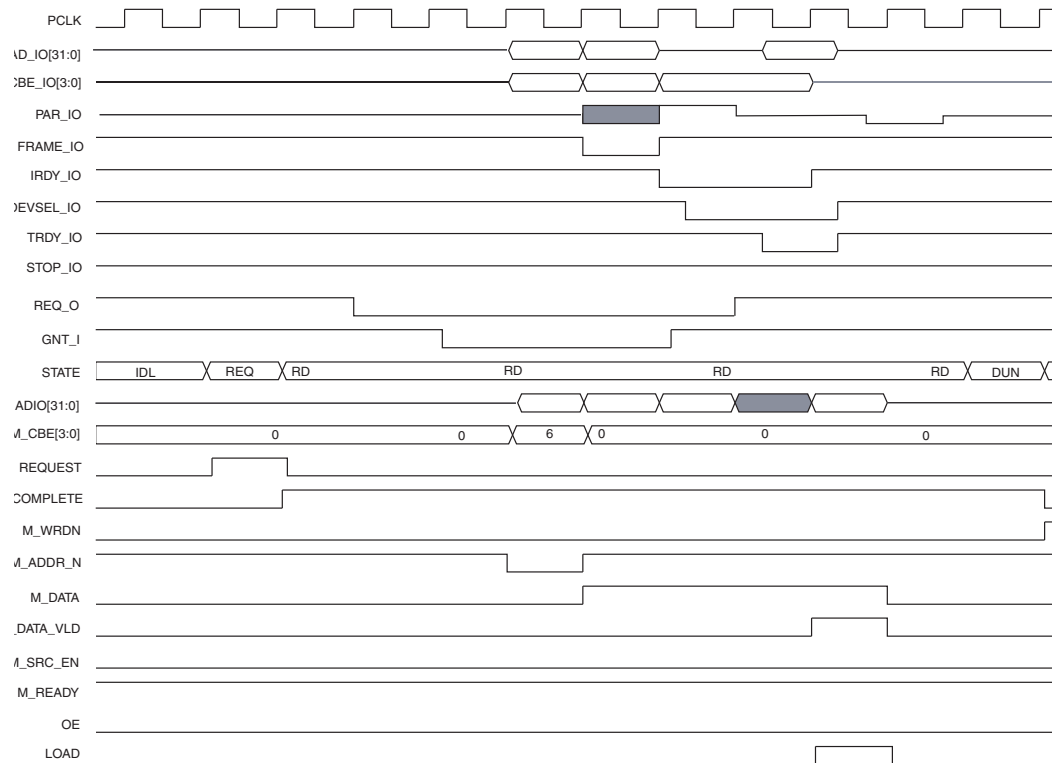 PCLK
AD_IO[31:0]
CBE_IO[3:0]
PAR_IO
FRAME_IO
IRDY_IO
DEVSEL_IO
TRDY_IO
STOP_IO
REQ_O
GNT_I
STATE IDL REQ RD RD RD RD DUN
ADIO[31:0]
M_CBE[3:0] 0 0 6 0 0 0
REQUEST
COMPLETE
M_WRDN
M_ADDR_N
M_DATA
_DATA_VLD
M_SRC_EN
M_READY
OE
LOAD